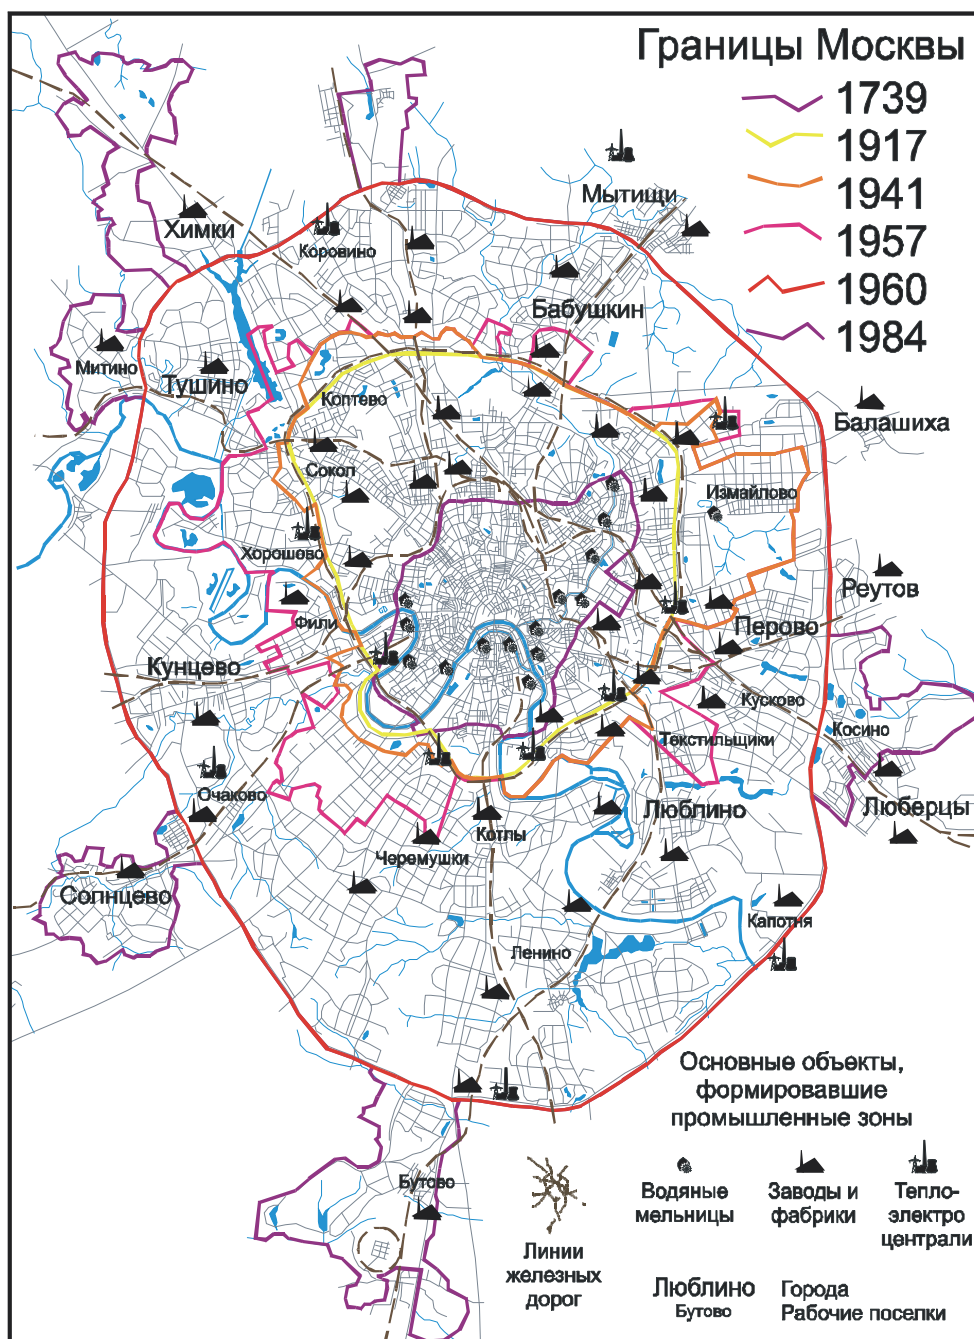 Границы Москвы
1739
1917
1941
1957
1960
1984
Мытищи
Химки
Коровино
Бабушкин
Митино
Тушино
Коптево
Балашиха
Сокол
Измайлово
Хорошево
Реутов
Фили
Перово
Кунцево
Кусково
Косино
Текстильщики
Очаково
Люблино
Люберцы
Котлы
Черемушки
Солнцево
Капотня
Ленино
Бутово
Основные объекты,
формировавшие
промышленные зоны
Линии
железных
дорог
Водяные
мельницы
Заводы и
фабрики
Тепло-
электро
централи
Люблино Города
Бутово Рабочие поселки